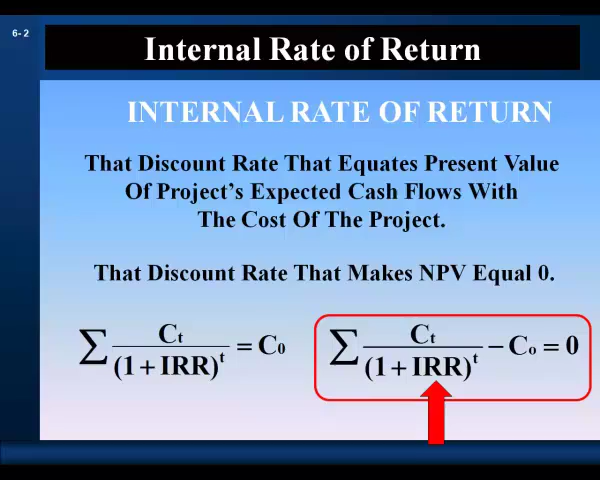 6-2
Internal Rate of Return
INTERNAL RATE OF RETURN
That Discount Rate That Equates Present Value
Of Project's Expected Cash Flows With
The Cost Of The Project.
That Discount Rate That Makes NPV Equal 0.
∑ Ct / (1 + IRR)^t = C0
∑ Ct / (1 + IRR)^t − Co = 0